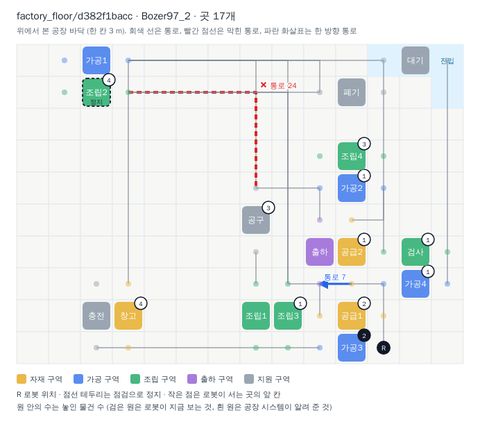 factory_floor/d382f1bacc · Bozer97_2 · 곳 17개
위에서 본 공장 바닥 (한 칸 3 m). 회색 선은 통로, 빨간 점선은 막힌 통로, 파란 화살표는 한 방향 통로
가공1
대기
전립
4
조립2
정지
✕ 통로 24
폐기
3
조립4
1
가공2
3
공구
1
1
출하
공급2
검사
1
통로 7
가공4
4
1
2
충전
창고
조립1
조립3
공급1
2
가공3
R
자재 구역
가공 구역
조립 구역
출하 구역
지원 구역
R 로봇 위치 · 점선 테두리는 점검으로 정지 · 작은 점은 로봇이 서는 곳의 앞 칸
원 안의 수는 놓인 물건 수 (검은 원은 로봇이 지금 보는 것, 흰 원은 공장 시스템이 알려 준 것)